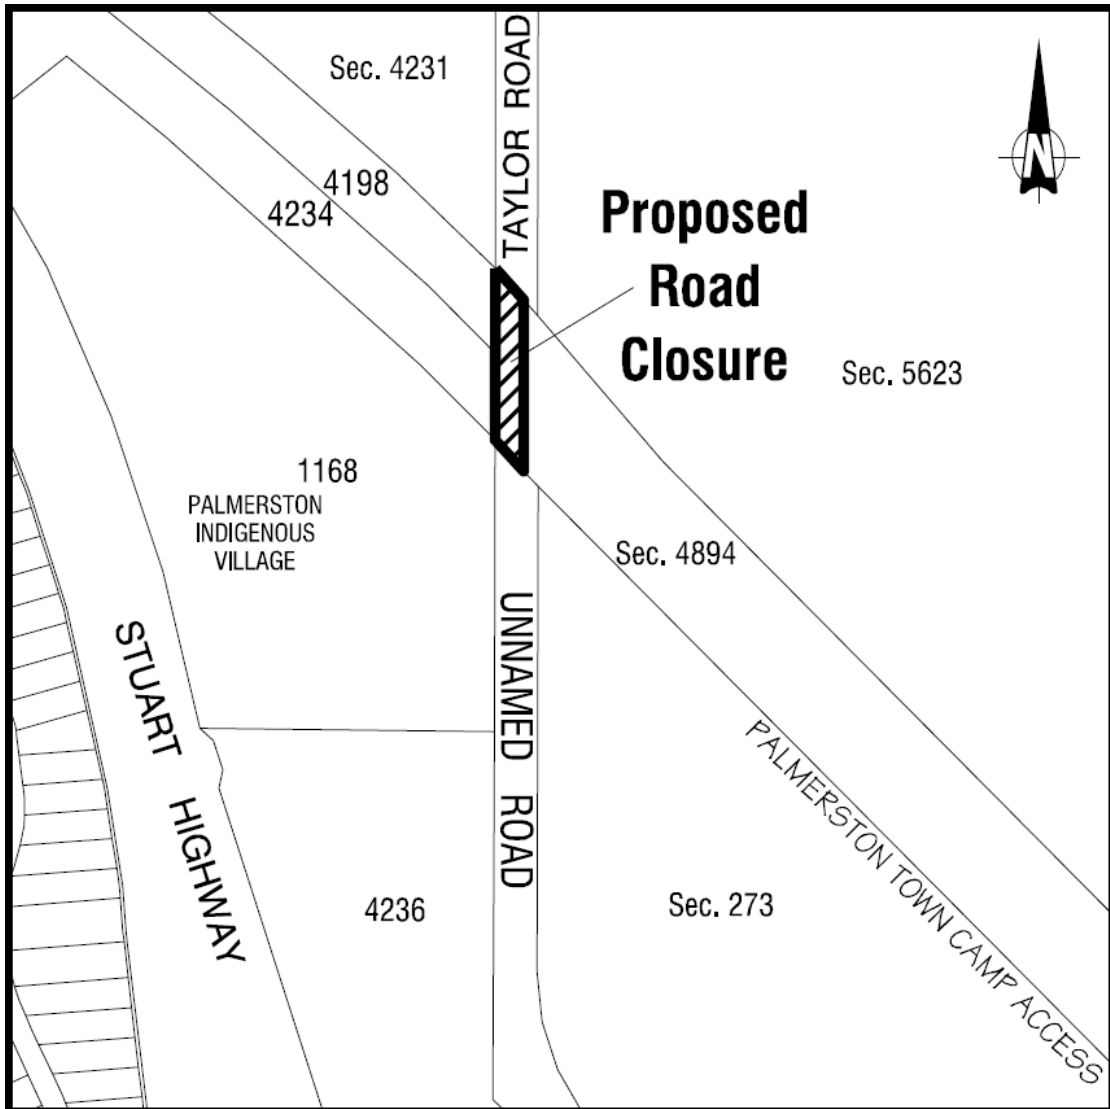 Sec. 4231
TAYLOR ROAD
N
4198
4234
Proposed
Road
Closure
Sec. 5623
1168
PALMERSTON
INDIGENOUS
VILLAGE
Sec. 4894
UNNAMED ROAD
STUART HIGHWAY
PALMERSTON TOWN CAMP ACCESS
4236
Sec. 273